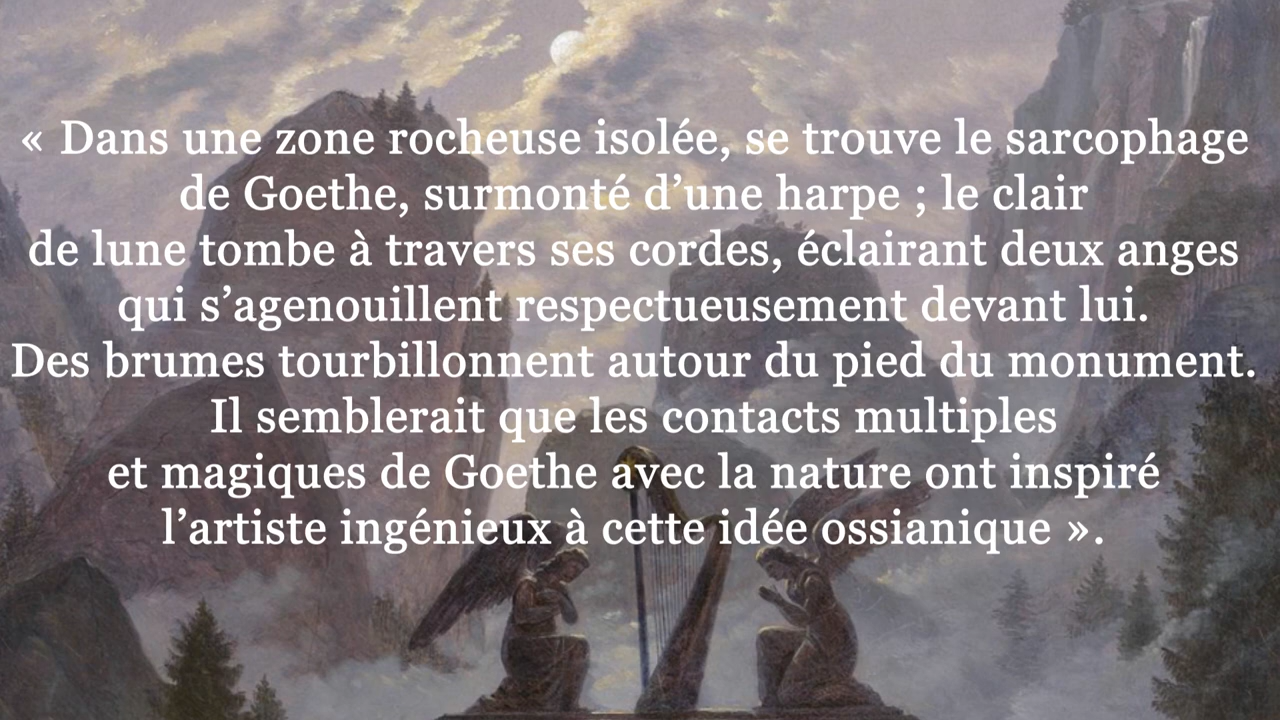 « Dans une zone rocheuse isolée, se trouve le sarcophage
de Goethe, surmonté d’une harpe ; le clair
de lune tombe à travers ses cordes, éclairant deux anges
qui s’agenouillent respectueusement devant lui.
Des brumes tourbillonnent autour du pied du monument.
Il semblerait que les contacts multiples
et magiques de Goethe avec la nature ont inspiré
l’artiste ingénieux à cette idée ossianique ».